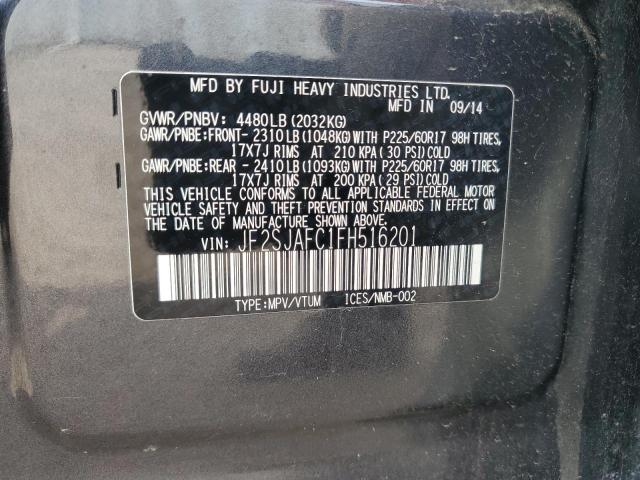 MFD BY FUJI HEAVY INDUSTRIES LTD.
MFD IN 09/14
GVWR/PNBV: 4480LB(2032KG)
GAWR/PNBE:FRONT-2310LB(1048KG)WITH P225/60R17 98H TIRES,
17X7J RIMS AT 210 KPA(30 PSI)COLD
GAWR/PNBE:REAR -2410LB(1093KG)WITH P225/60R17 98H TIRES,
17X7J RIMS AT 200 KPA(29 PSI)COLD
THIS VEHICLE CONFORMS TO ALL APPLICABLE FEDERAL MOTOR
VEHICLE SAFETY AND THEFT PREVENTION STANDARDS IN EFFECT
ON THE DATE OF MANUFACTURE SHOWN ABOVE.
VIN: JF2SJAFC1FH516201
TYPE:MPV/VTUM ICES/NMB-002